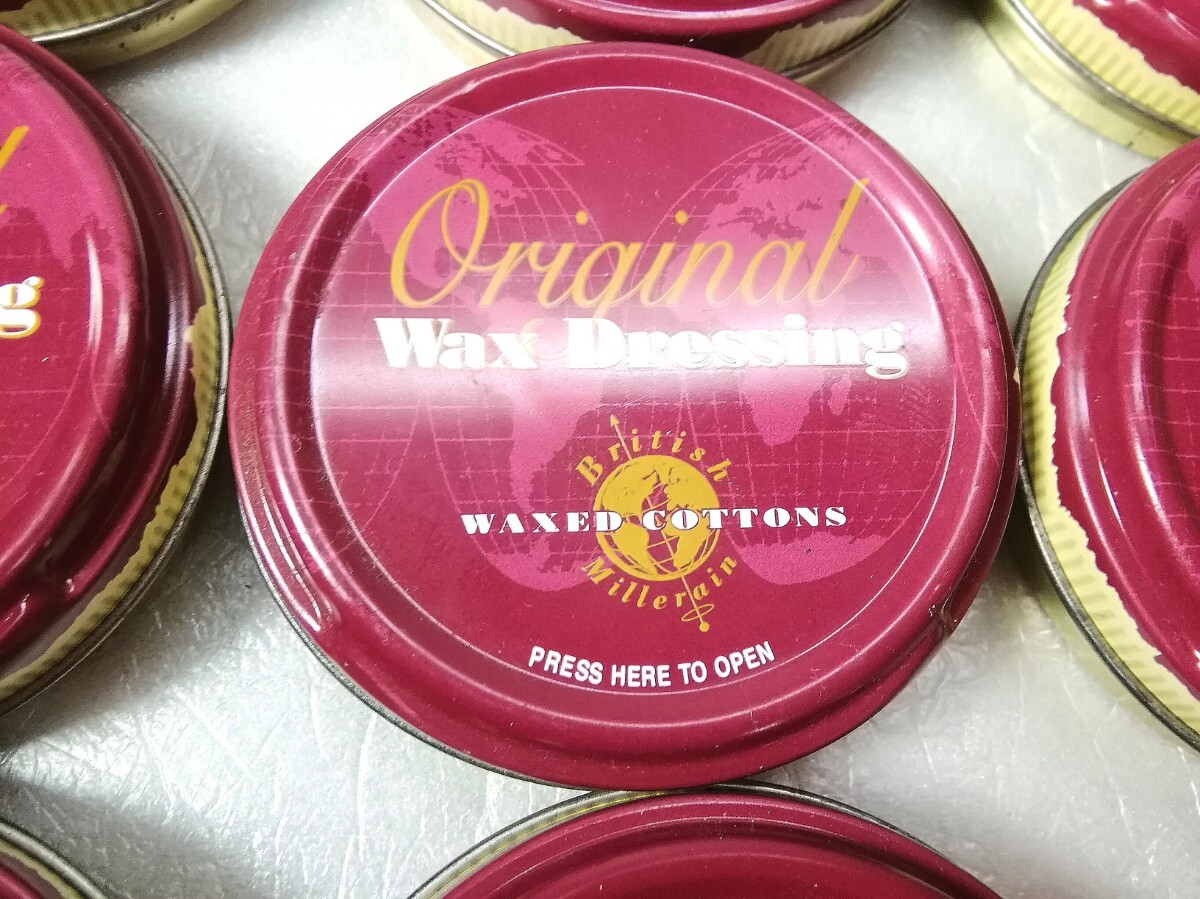 Original
Wax Dressing
British
WAXED COTTONS
Millerain
PRESS HERE TO OPEN
g